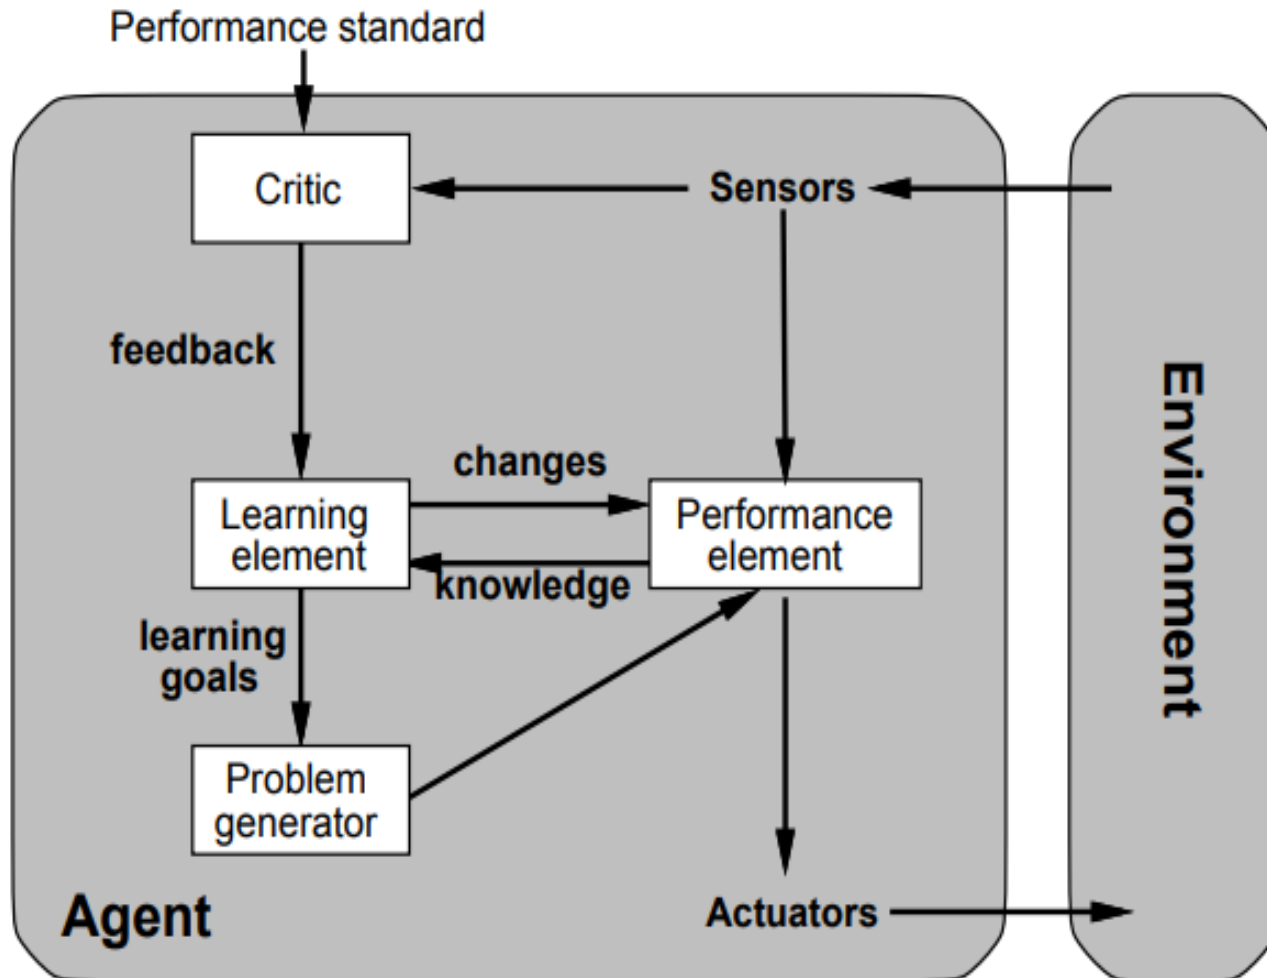 Performance standard
Critic
Sensors
feedback
changes
Learning
element
Performance
element
knowledge
learning
goals
Problem
generator
Agent
Actuators
Environment